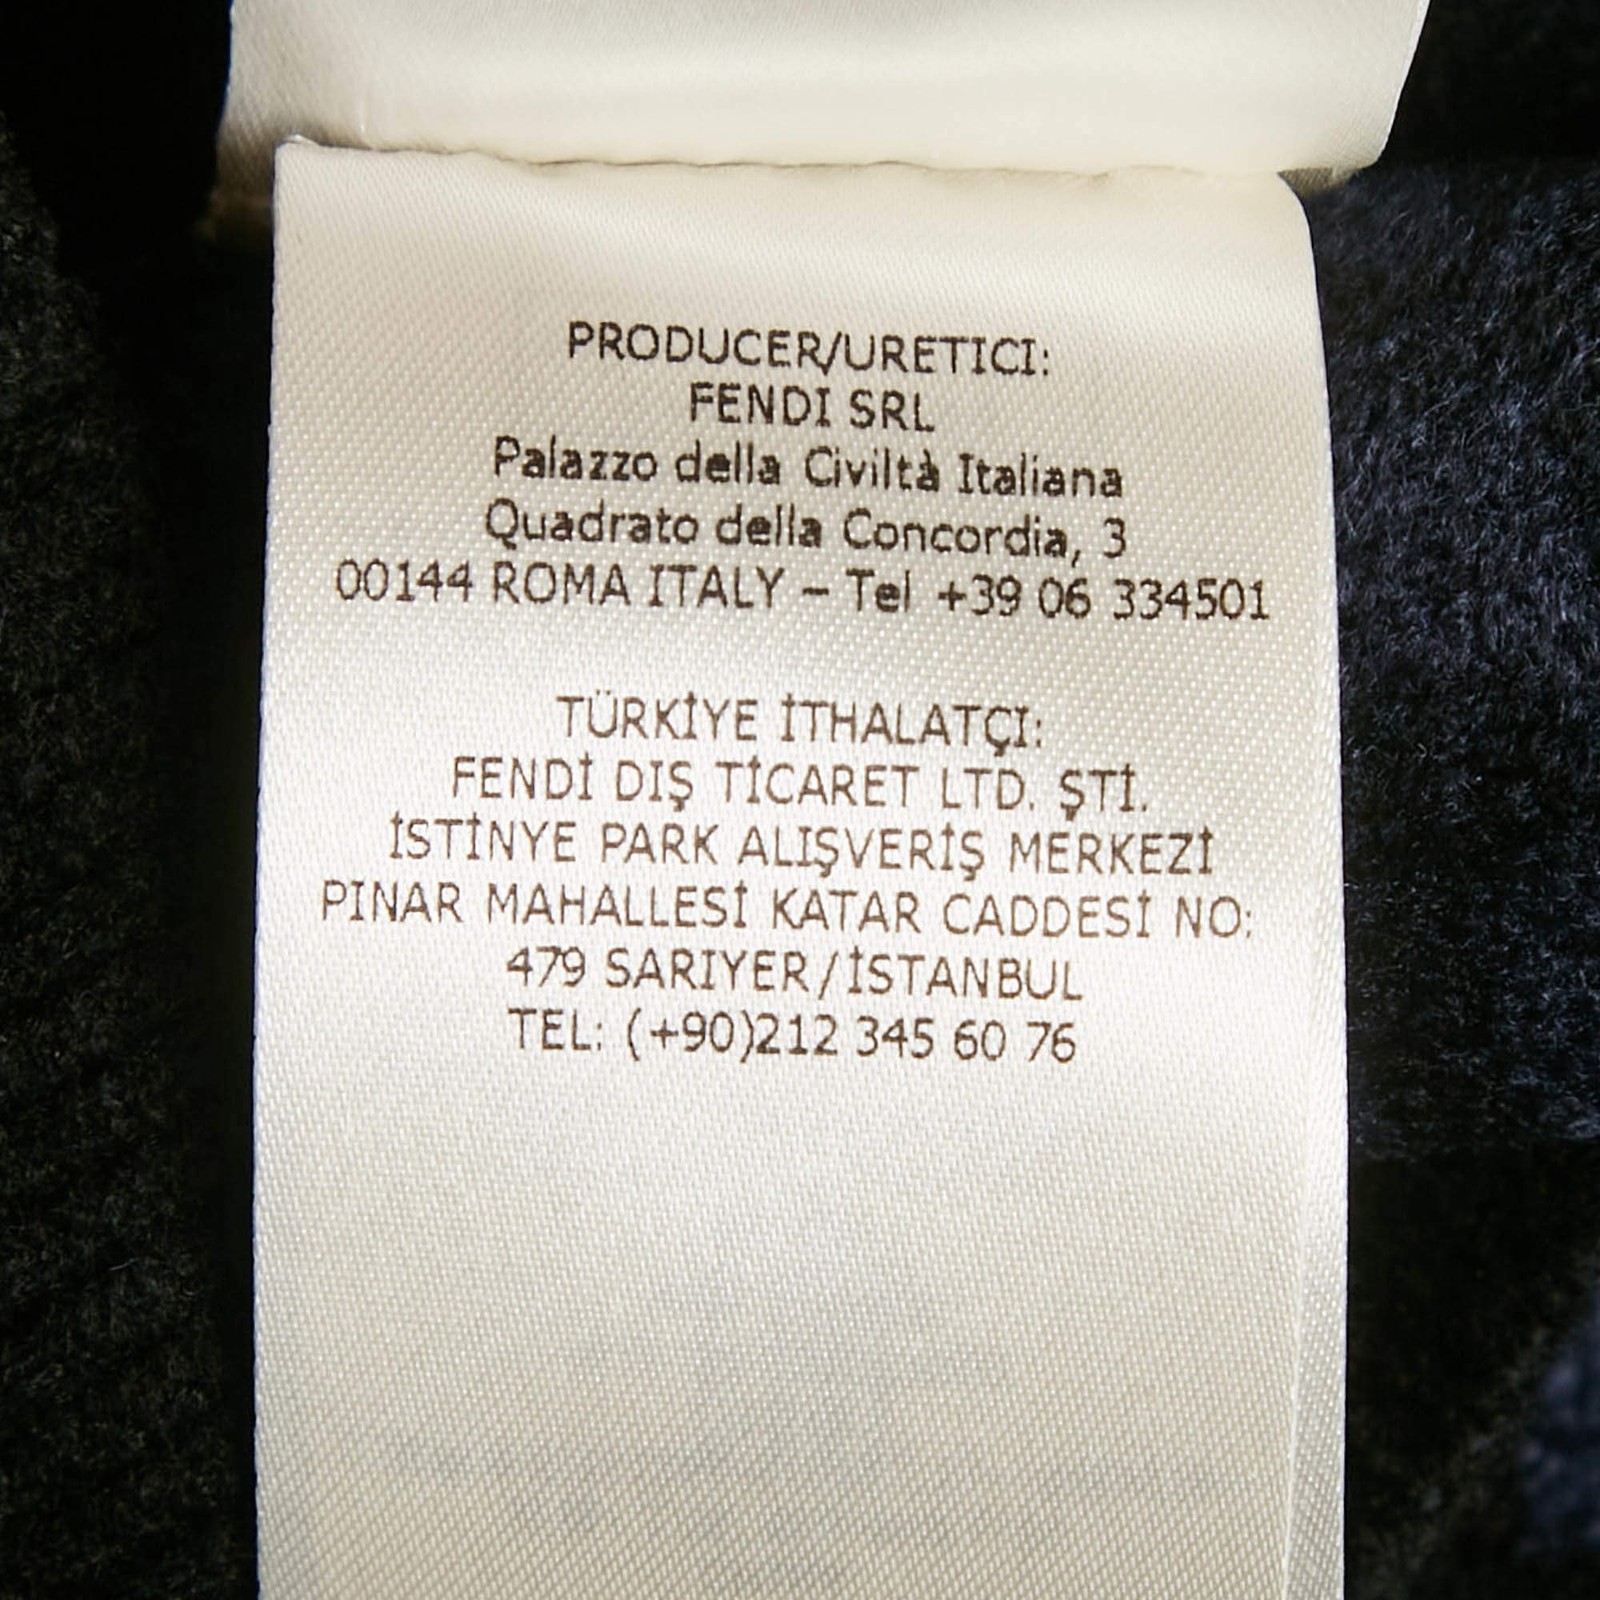 PRODUCER/URETICI:
FENDI SRL
Palazzo della Civiltà Italiana
Quadrato della Concordia, 3
00144 ROMA ITALY – Tel +39 06 334501
TÜRKİYE İTHALATÇI:
FENDİ DIŞ TİCARET LTD. ŞTİ.
İSTİNYE PARK ALIŞVERİŞ MERKEZİ
PINAR MAHALLESİ KATAR CADDESİ NO:
479 SARIYER/İSTANBUL
TEL: (+90)212 345 60 76